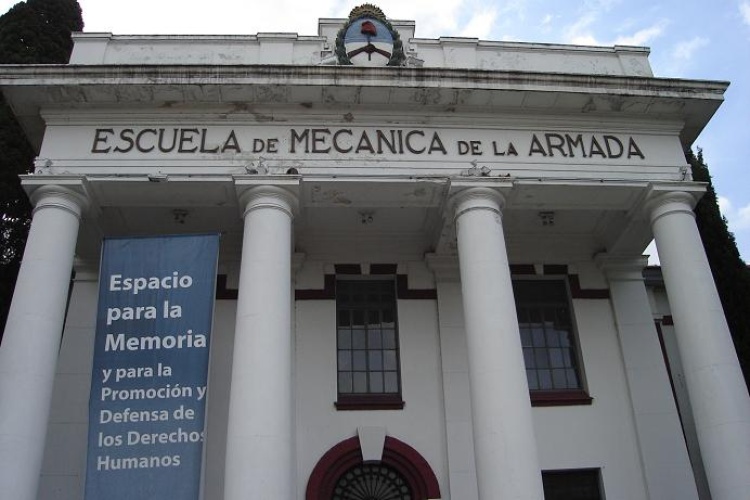 ESCUELA DE MECANICA DE LA ARMADA
Espacio
para la
Memoria
y para la
Promoción y
Defensa de
los Derechos
Humanos